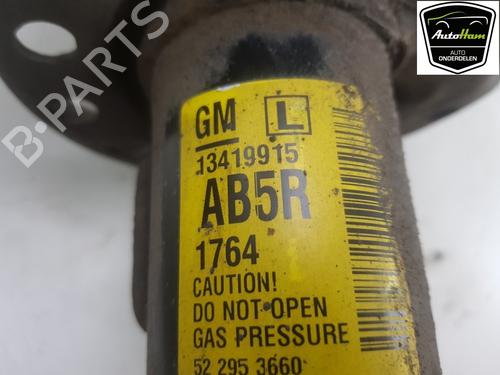 AutoHam
AUTO
ONDERDELEN
B-PARTS
GM L
13419915
AB5R
1764
CAUTION!
DO NOT OPEN
GAS PRESSURE
52 295 3660